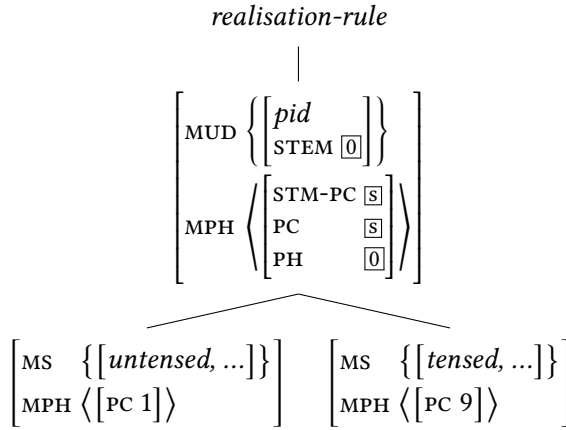 realisation-rule
MUD { [ pid
STEM 0 ] }
MPH ⟨ [ STM-PC s
PC s
PH 0 ] ⟩
MS {[untensed, ...]} MS {[tensed, ...]}
MPH ⟨[PC 1]⟩ MPH ⟨[PC 9]⟩